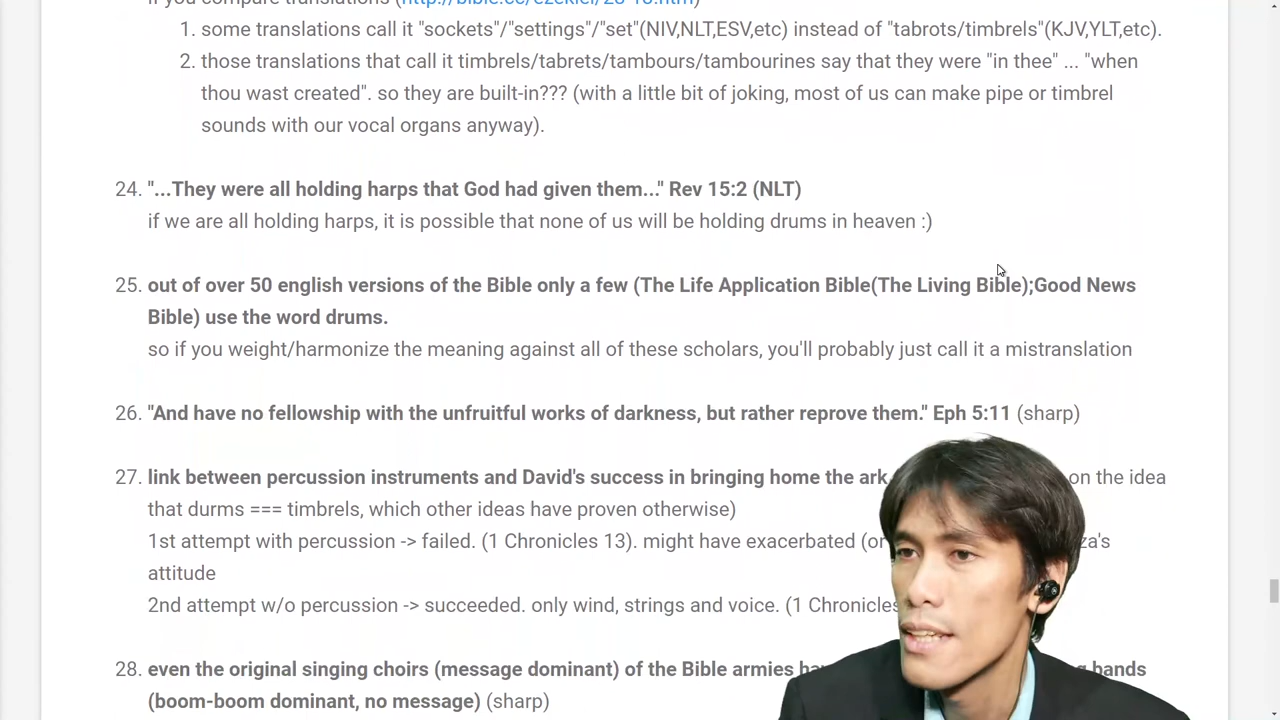 if you compare translations (http://bible.cc/ezekiel/28-13.htm)
1. some translations call it "sockets"/"settings"/"set"(NIV,NLT,ESV,etc) instead of "tabrots/timbrels"(KJV,YLT,etc).
2. those translations that call it timbrels/tabrets/tambours/tambourines say that they were "in thee" ... "when
thou wast created". so they are built-in??? (with a little bit of joking, most of us can make pipe or timbrel
sounds with our vocal organs anyway).
24. "...They were all holding harps that God had given them..." Rev 15:2 (NLT)
if we are all holding harps, it is possible that none of us will be holding drums in heaven :)
25. out of over 50 english versions of the Bible only a few (The Life Application Bible(The Living Bible);Good News
Bible) use the word drums.
so if you weight/harmonize the meaning against all of these scholars, you'll probably just call it a mistranslation
26. "And have no fellowship with the unfruitful works of darkness, but rather reprove them." Eph 5:11 (sharp)
27. link between percussion instruments and David's success in bringing home the ark on the idea
that durms === timbrels, which other ideas have proven otherwise)
1st attempt with percussion -> failed. (1 Chronicles 13). might have exacerbated
attitude
2nd attempt w/o percussion -> succeeded. only wind, strings and voice. (1 Chronicles
28. even the original singing choirs (message dominant) of the Bible armies bands
(boom-boom dominant, no message) (sharp)